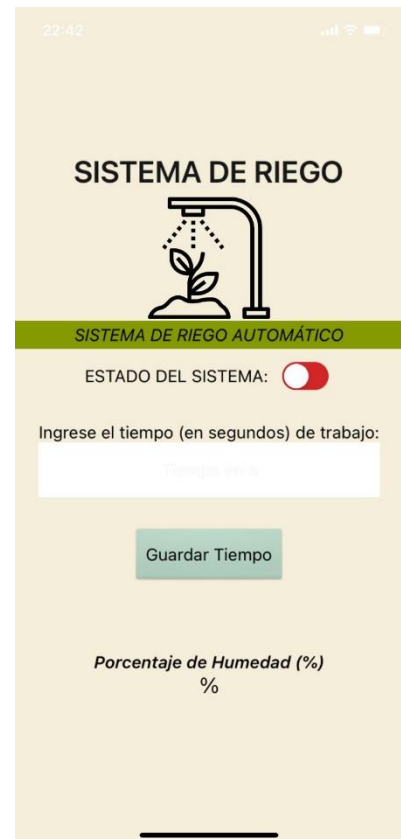 22:42
SISTEMA DE RIEGO
SISTEMA DE RIEGO AUTOMÁTICO
ESTADO DEL SISTEMA:
Ingrese el tiempo (en segundos) de trabajo:
Tiempo en s
Guardar Tiempo
Porcentaje de Humedad (%)
%